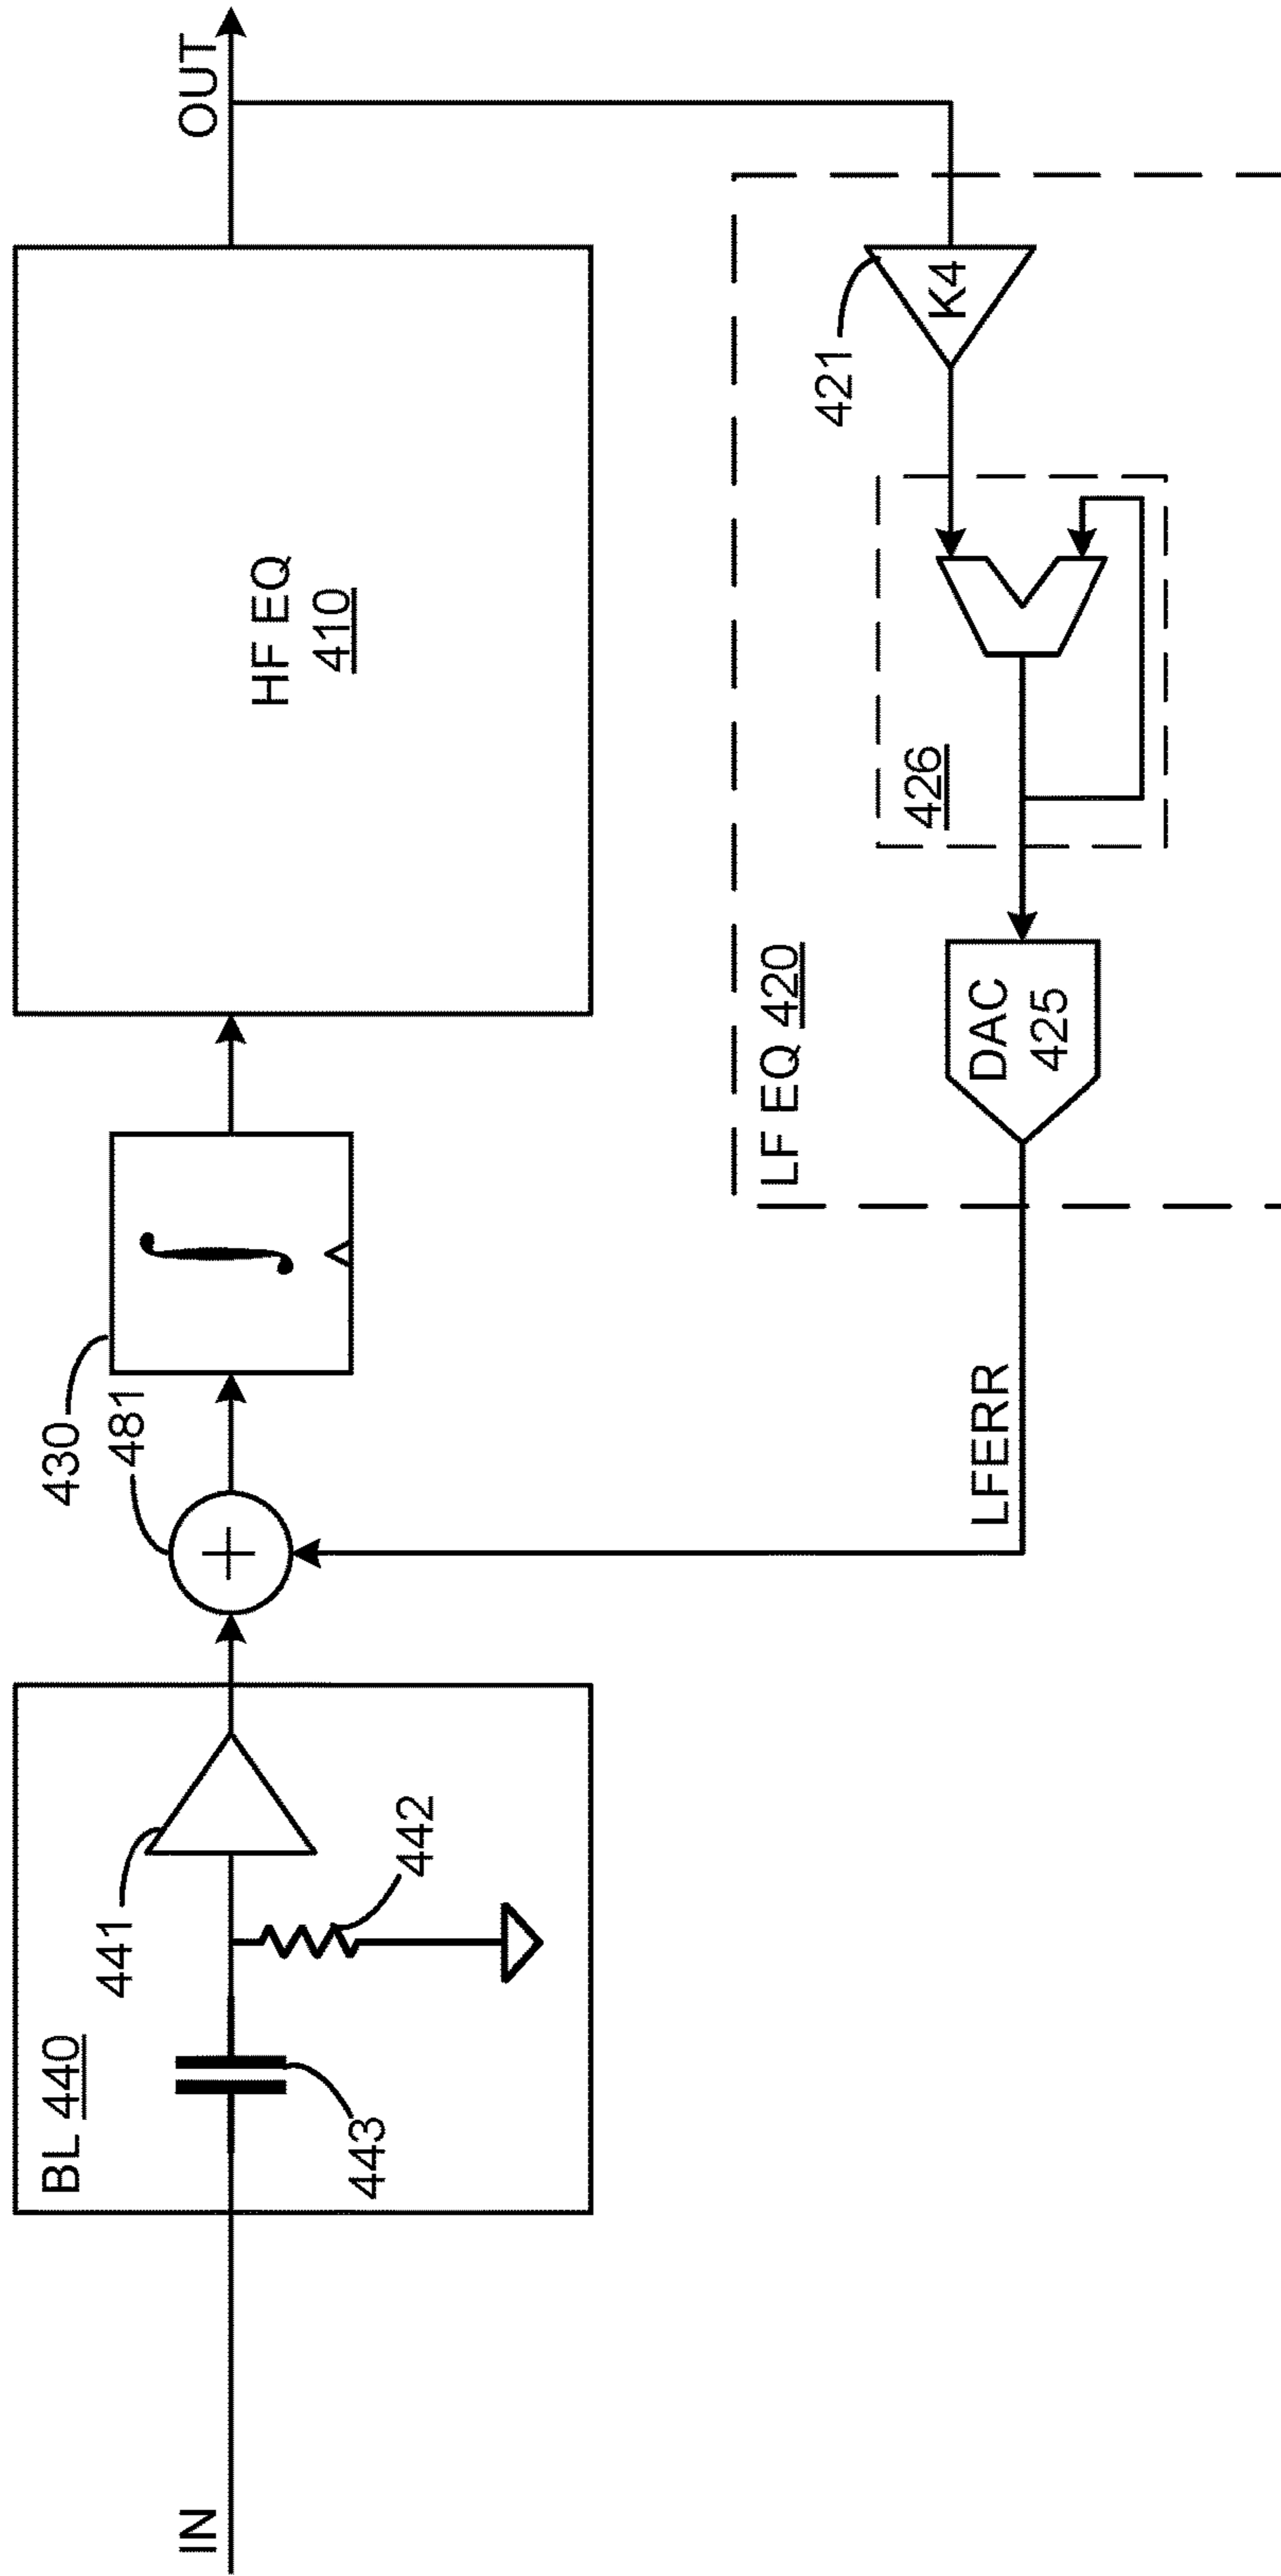 IN
BL 440
443
442
441
481
430
∫
HF EQ
410
OUT
LFERR
LF EQ 420
DAC
425
426
421
K4